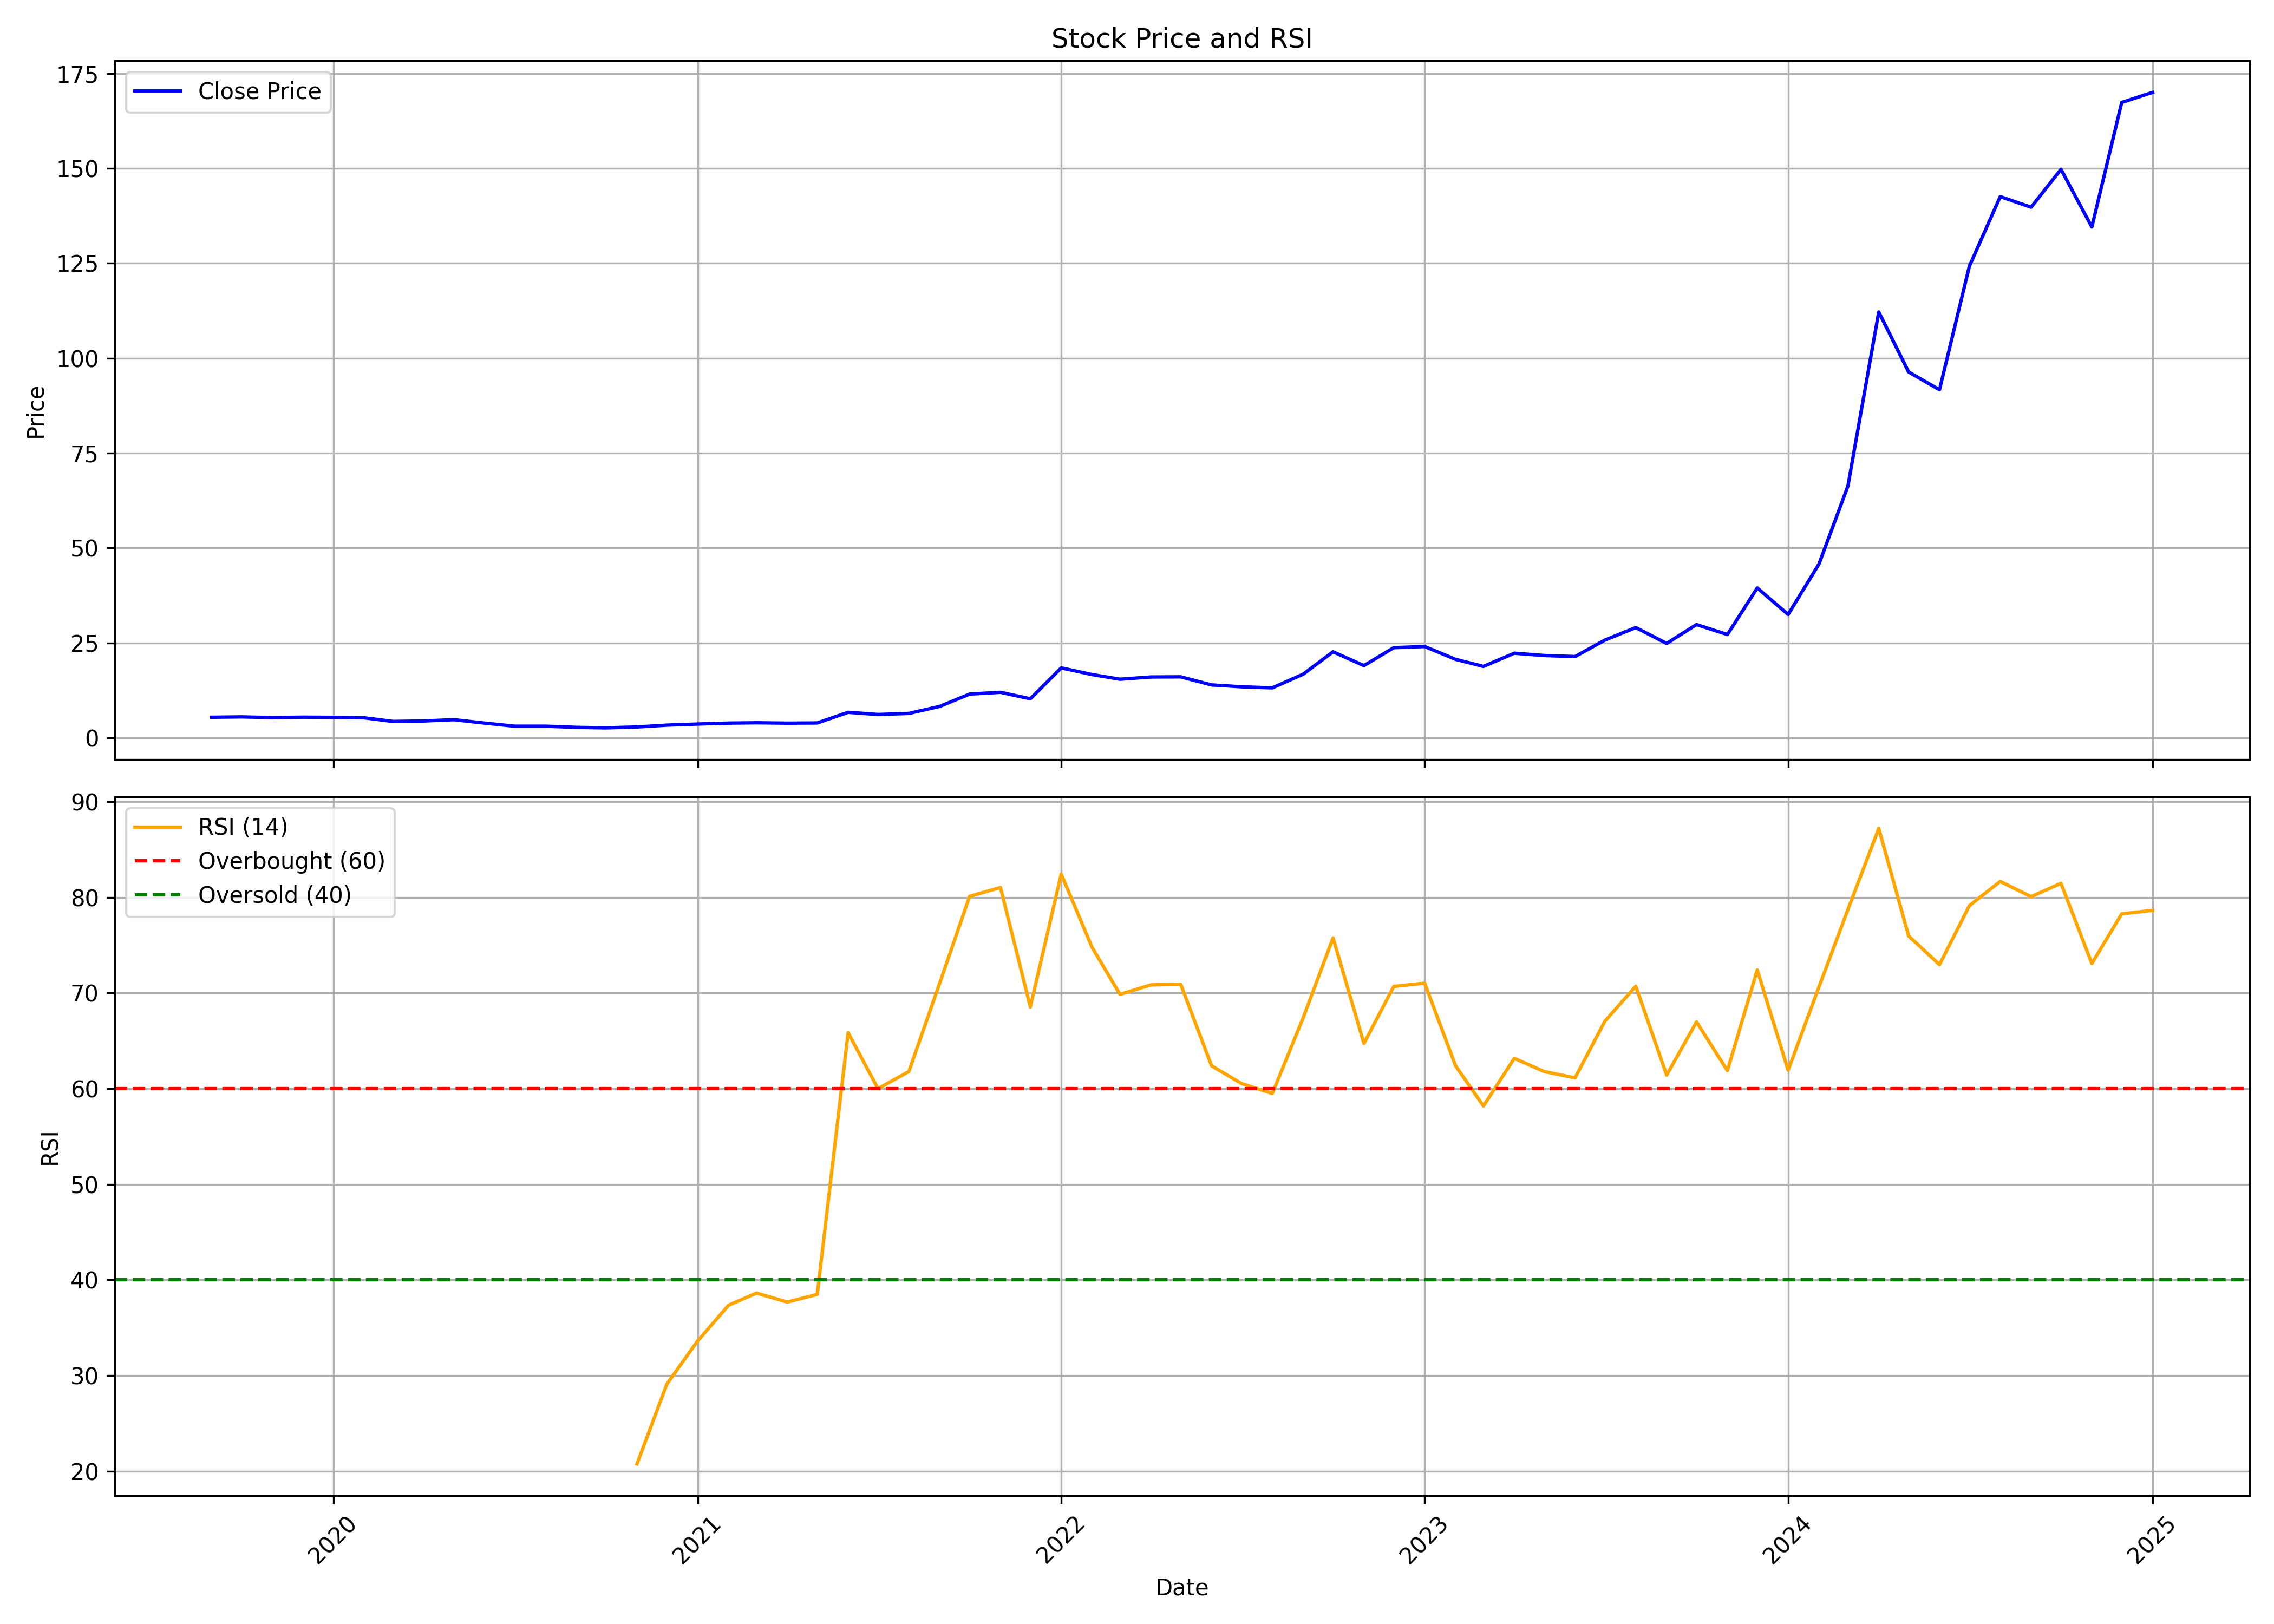 Stock Price and RSI
Close Price
175
150
125
100
75
50
25
0
Price
RSI (14)
Overbought (60)
Oversold (40)
90
80
70
60
50
40
30
20
RSI
2020
2021
2022
2023
2024
2025
Date